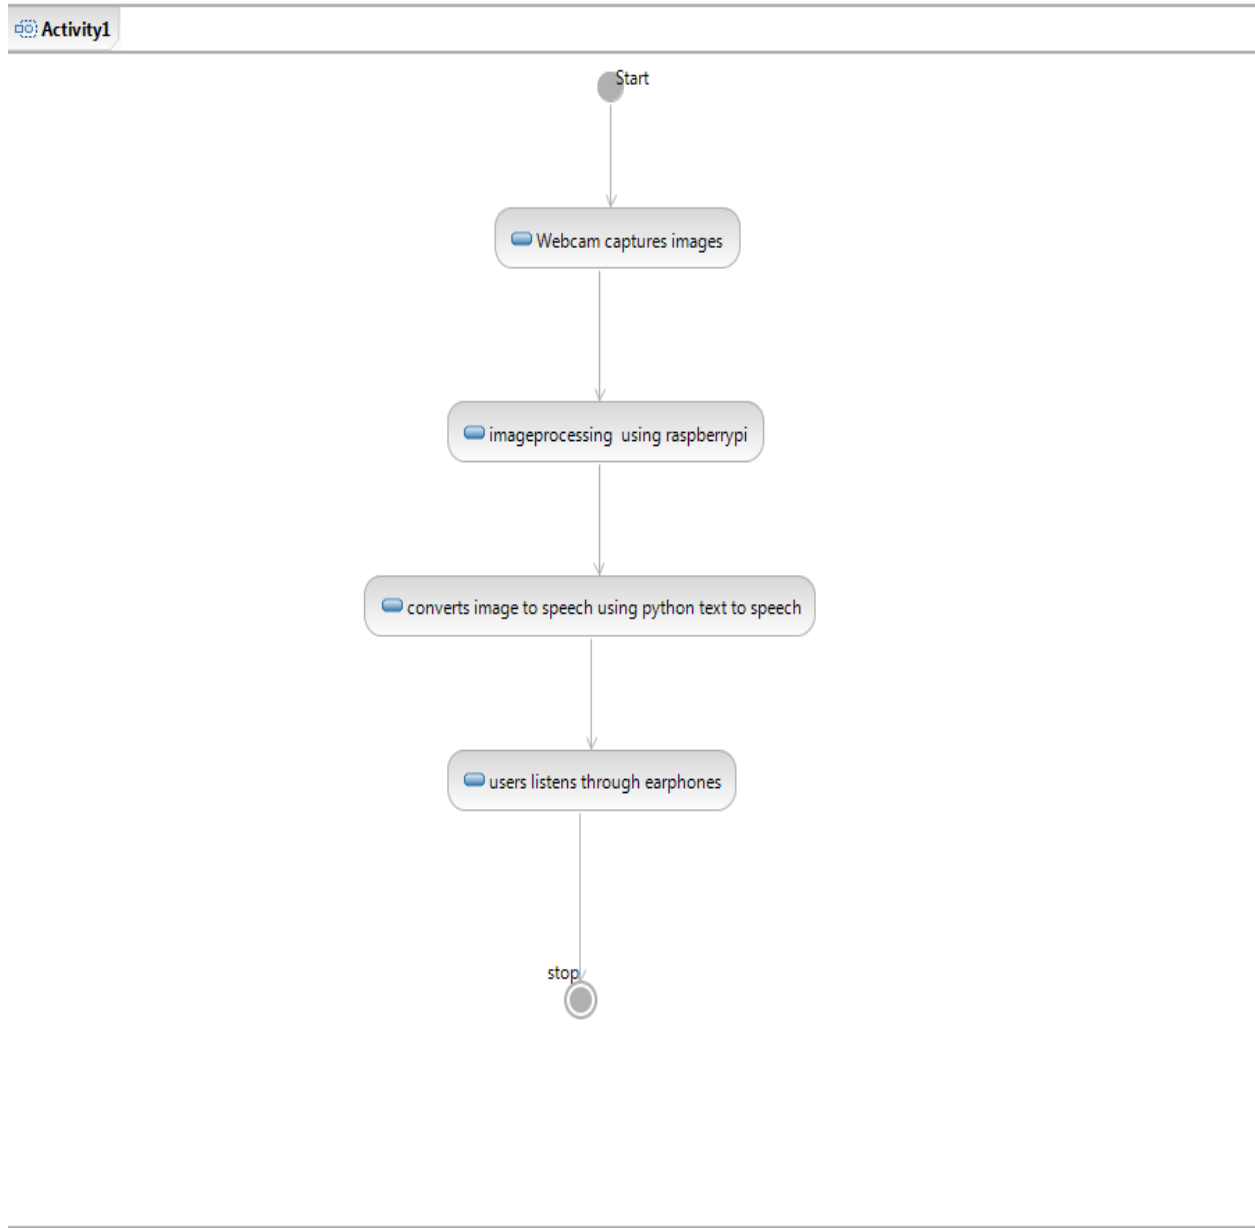 Activity1
Start
Webcam captures images
imageprocessing  using raspberrypi
converts image to speech using python text to speech
users listens through earphones
stop